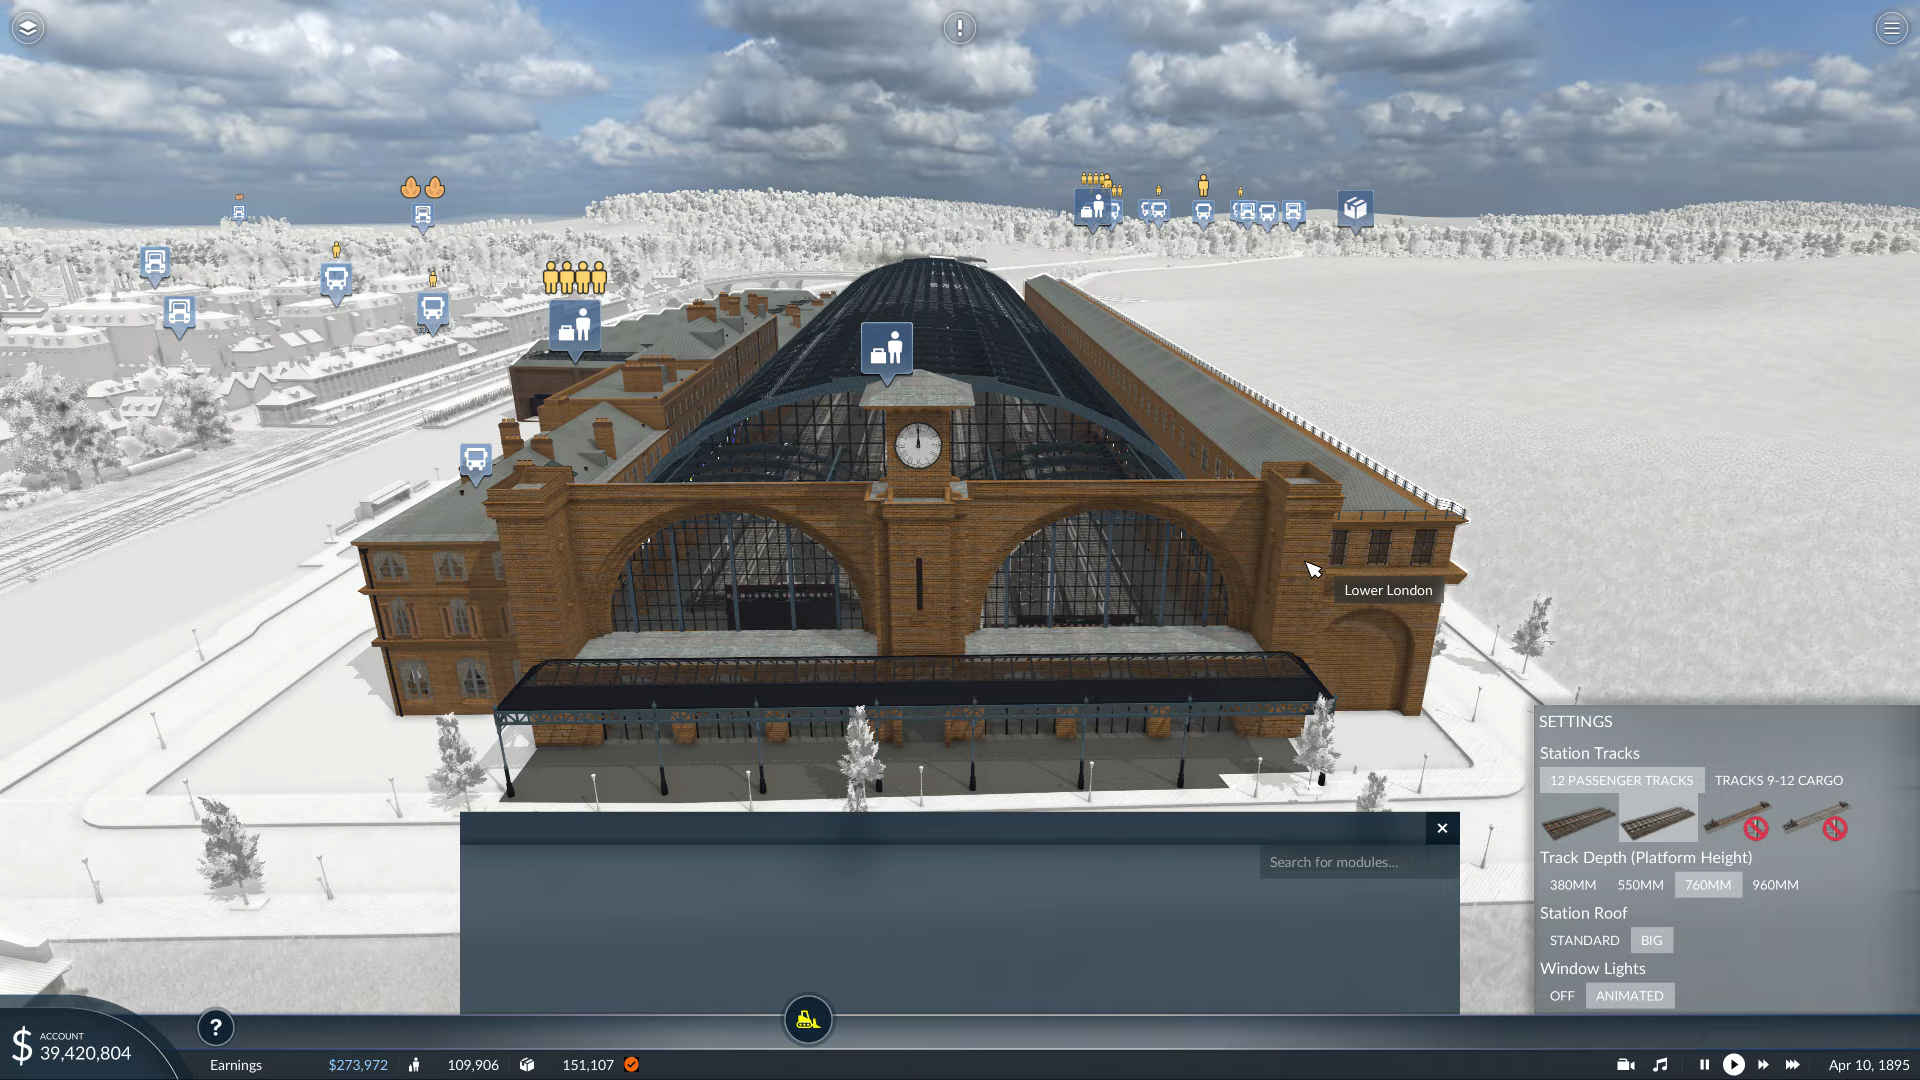 Lower London
SETTINGS
Station Tracks
12 PASSENGER TRACKS TRACKS 9-12 CARGO
Track Depth (Platform Height)
380MM 550MM 760MM 960MM
Station Roof
STANDARD BIG
Window Lights
OFF ANIMATED
Search for modules...
ACCOUNT
$ 39,420,804
?
Earnings $273,972 109,906 151,107
Apr 10, 1895